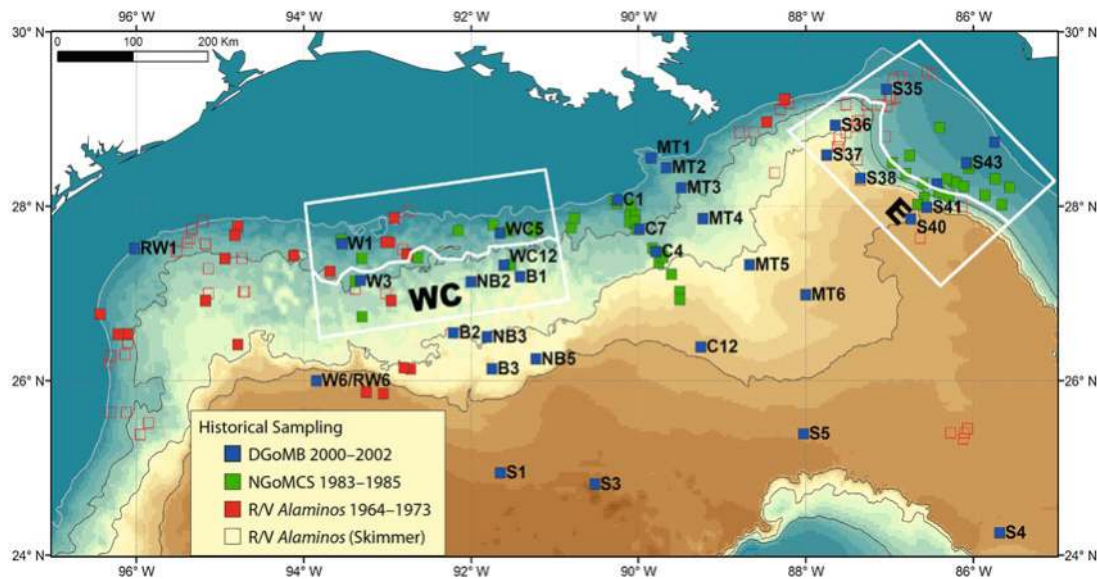 96° W 94° W 92° W 90° W 88° W 86° W
30° N 30° N
0 100 200 Km
S35
S36
MT1
S37
MT2
S43
S38
MT3
C1
S41
MT4
E
S40
RW1
W1
WC5
C7
C4
WC12
MT5
W3
NB2
B1
WC
MT6
28° N 28° N
B2
NB3
C12
NB5
B3
W6/RW6
26° N 26° N
S5
S1
S3
S4
Historical Sampling
DGoMB 2000–2002
NGoMCS 1983–1985
R/V Alaminos 1964–1973
R/V Alaminos (Skimmer)
24° N 24° N
96° W 94° W 92° W 90° W 88° W 86° W